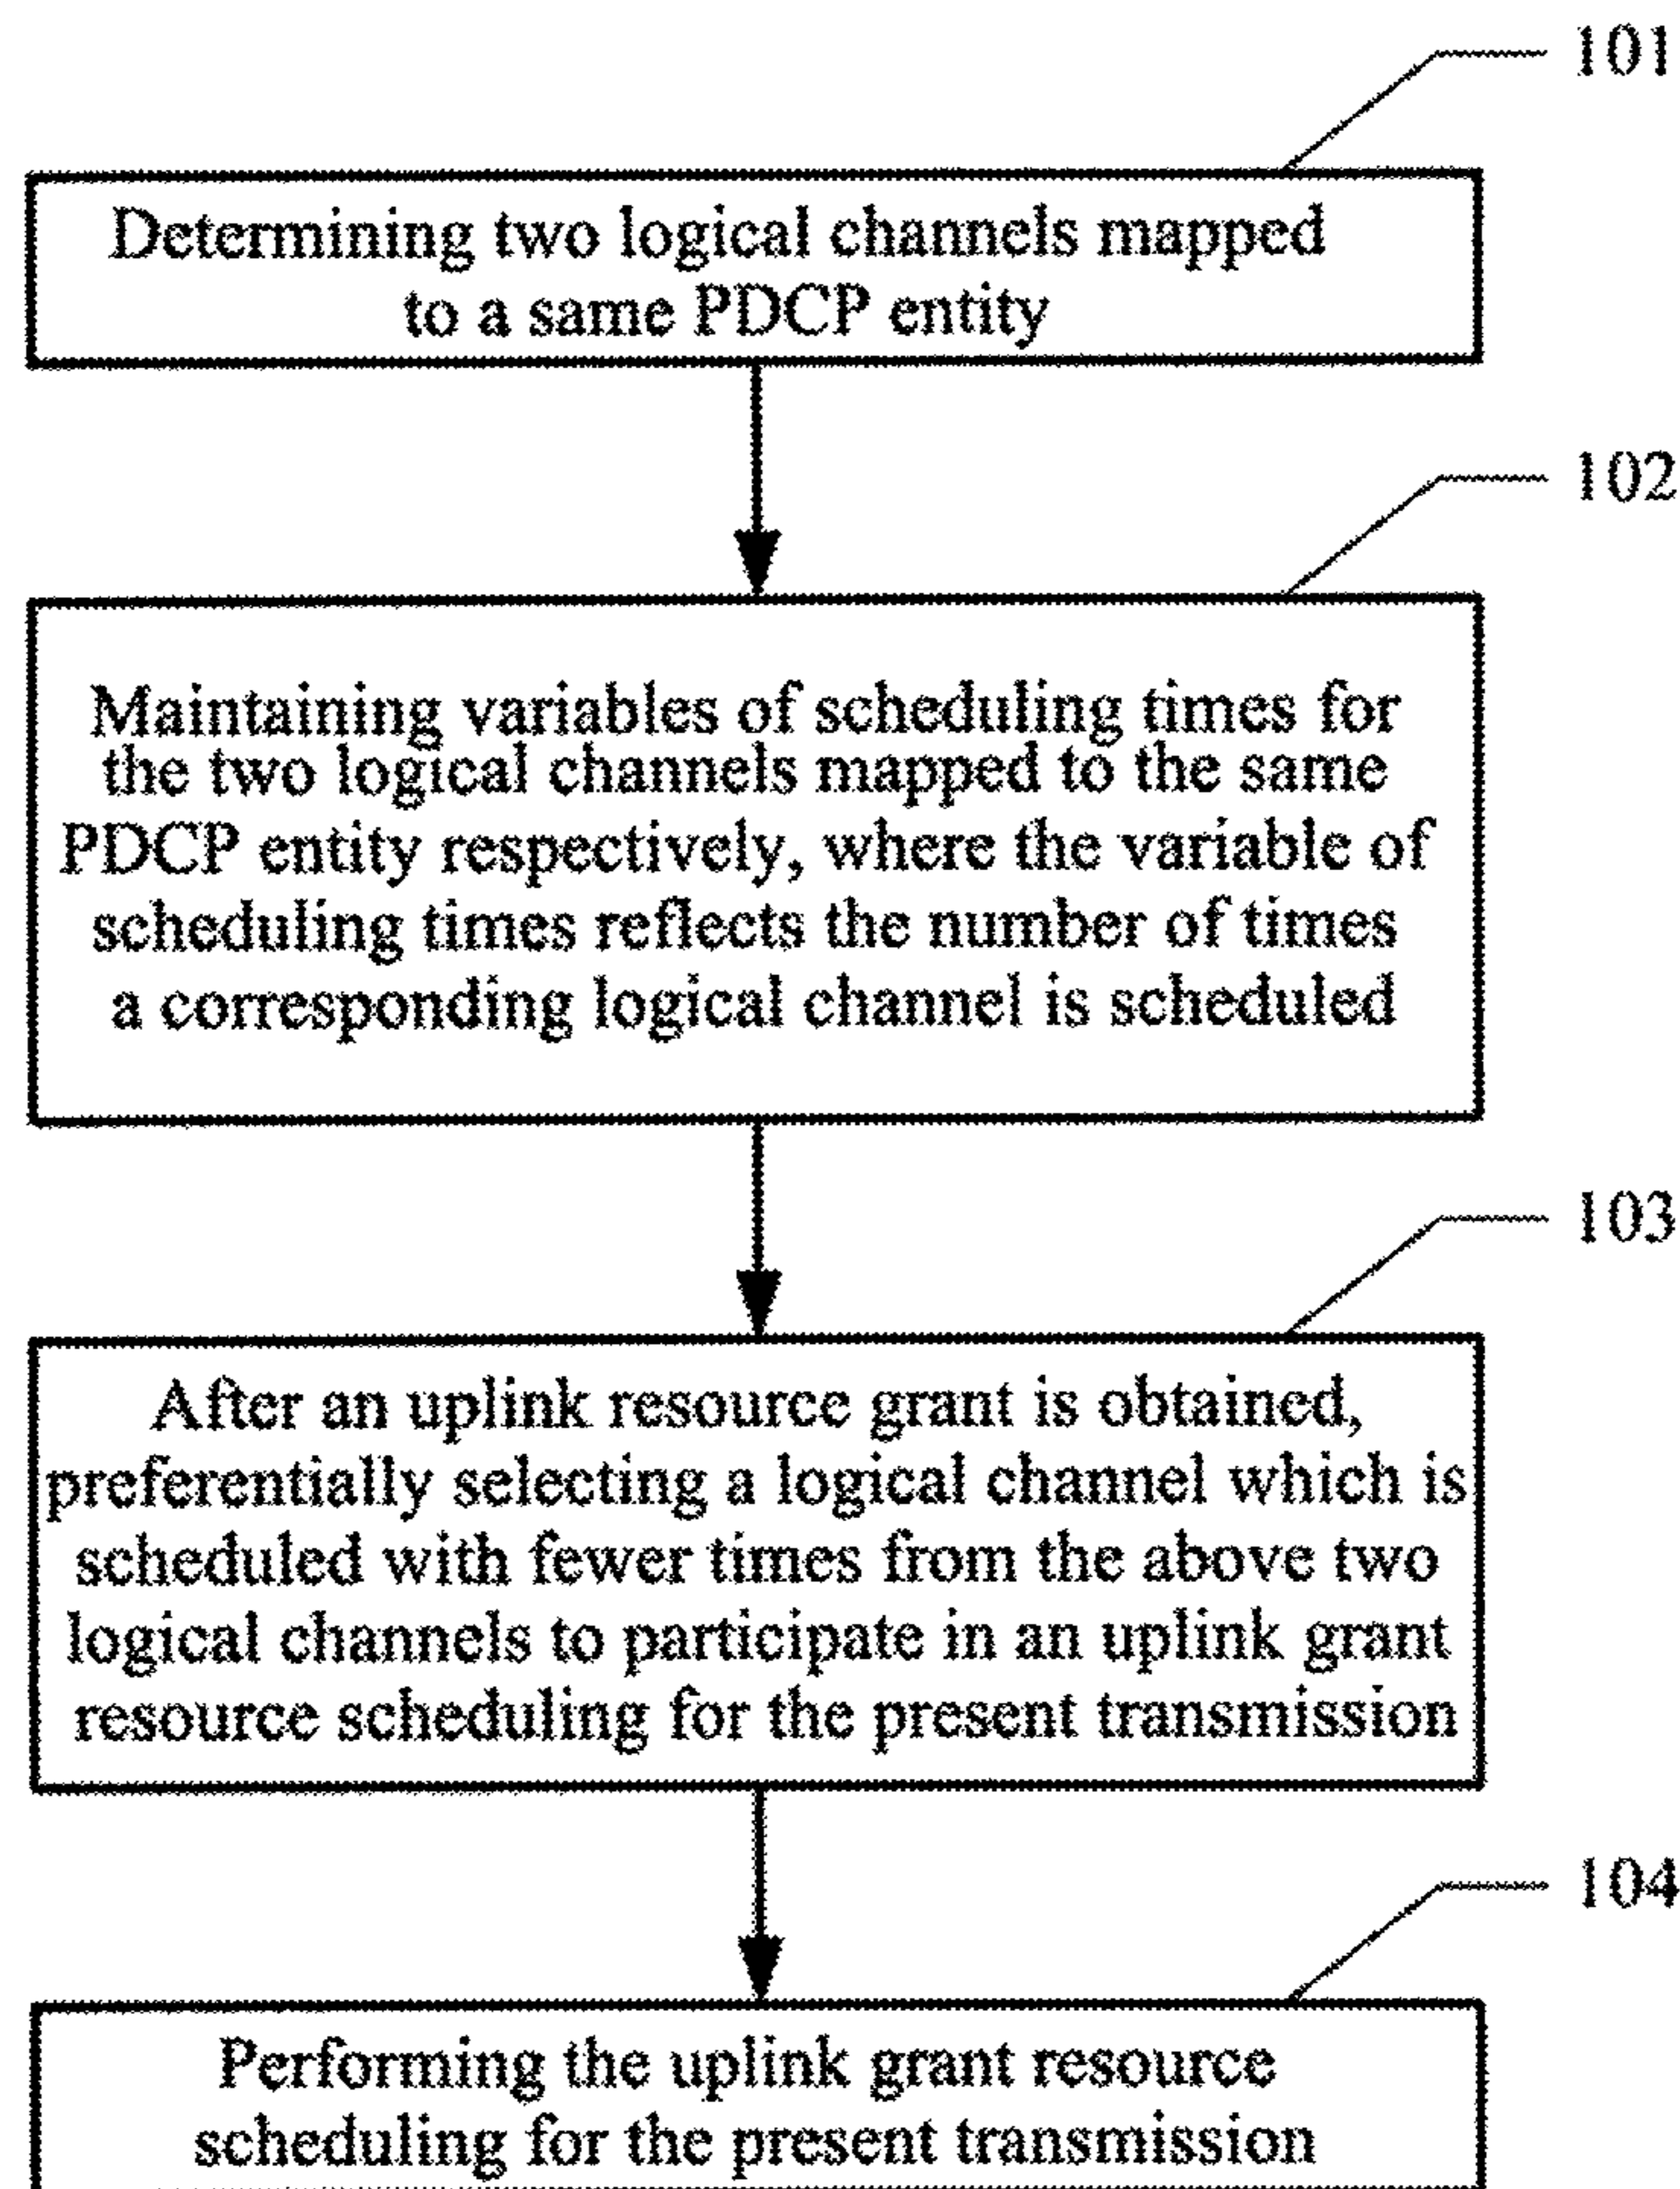 101
Determining two logical channels mapped
to a same PDCP entity
102
Maintaining variables of scheduling times for
the two logical channels mapped to the same
PDCP entity respectively, where the variable of
scheduling times reflects the number of times
a corresponding logical channel is scheduled
103
After an uplink resource grant is obtained,
preferentially selecting a logical channel which is
scheduled with fewer times from the above two
logical channels to participate in an uplink grant
resource scheduling for the present transmission
104
Performing the uplink grant resource
scheduling for the present transmission